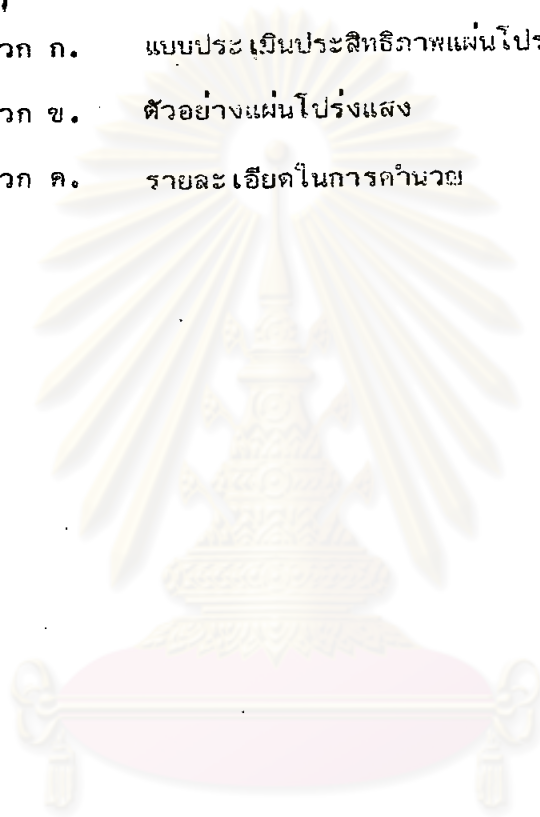 วก ก. แบบประเมินประสิทธิภาพแผ่นโปร
วก ข. ตัวอย่างแผ่นโปร่งแสง
วก ค. รายละเอียดในการคำนวณ